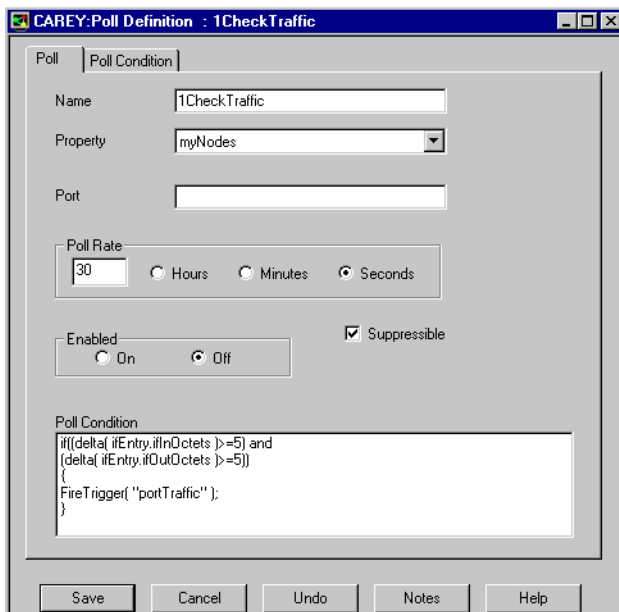 CAREY:Poll Definition : 1CheckTraffic
Poll Poll Condition
Name 1CheckTraffic
Property myNodes
Port
Poll Rate
30 Hours Minutes Seconds
Enabled
On Off
Suppressible
Poll Condition
if((delta( ifEntry.ifInOctets )>=5) and
(delta( ifEntry.ifOutOctets )>=5))
{
FireTrigger( "portTraffic" );
}
Save Cancel Undo Notes Help